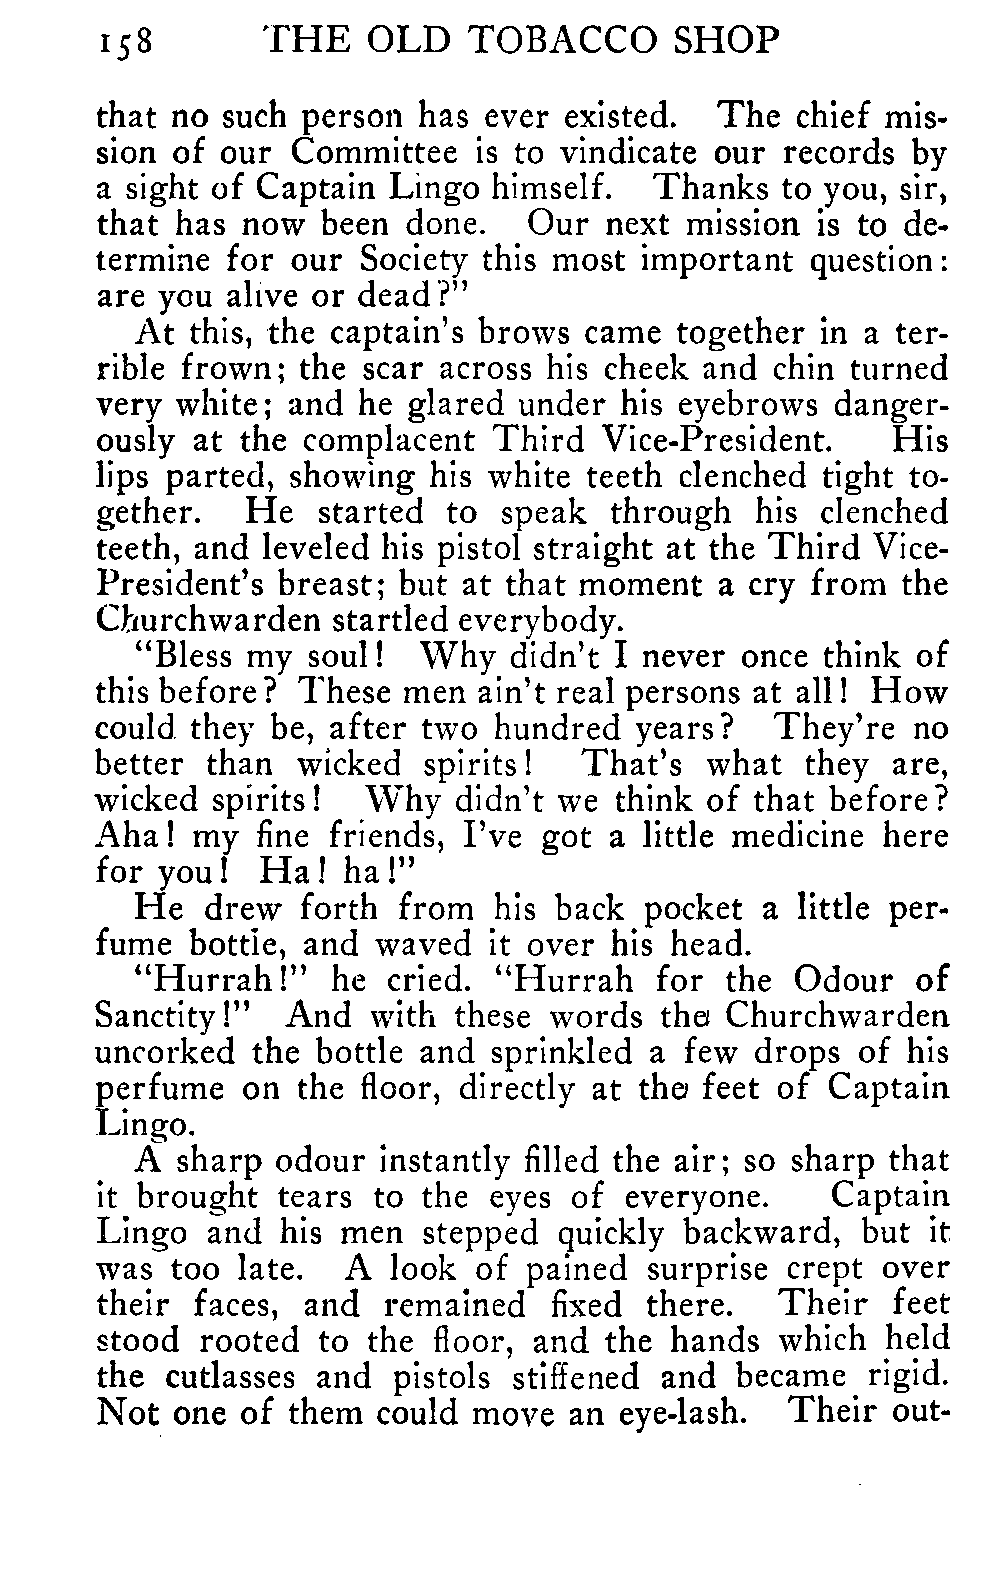 158 THE OLD TOBACCO SHOP
that no such person has ever existed. The chief mis-
sion of our Committee is to vindicate our records by
a sight of Captain Lingo himself. Thanks to you, sir,
that has now been done. Our next mission is to de-
termine for our Society this most important question:
are you alive or dead?"
At this, the captain's brows came together in a ter-
rible frown; the scar across his cheek and chin turned
very white; and he glared under his eyebrows danger-
ously at the complacent Third Vice-President. His
lips parted, showing his white teeth clenched tight to-
gether. He started to speak through his clenched
teeth, and leveled his pistol straight at the Third Vice-
President's breast; but at that moment a cry from the
Churchwarden startled everybody.
"Bless my soul! Why didn't I never once think of
this before? These men ain't real persons at all! How
could they be, after two hundred years? They're no
better than wicked spirits! That's what they are,
wicked spirits! Why didn't we think of that before?
Aha! my fine friends, I've got a little medicine here
for you! Ha! ha!"
He drew forth from his back pocket a little per-
fume bottle, and waved it over his head.
"Hurrah!" he cried. "Hurrah for the Odour of
Sanctity!" And with these words the Churchwarden
uncorked the bottle and sprinkled a few drops of his
perfume on the floor, directly at the feet of Captain
Lingo.
A sharp odour instantly filled the air; so sharp that
it brought tears to the eyes of everyone. Captain
Lingo and his men stepped quickly backward, but it
was too late. A look of pained surprise crept over
their faces, and remained fixed there. Their feet
stood rooted to the floor, and the hands which held
the cutlasses and pistols stiffened and became rigid.
Not one of them could move an eye-lash. Their out-